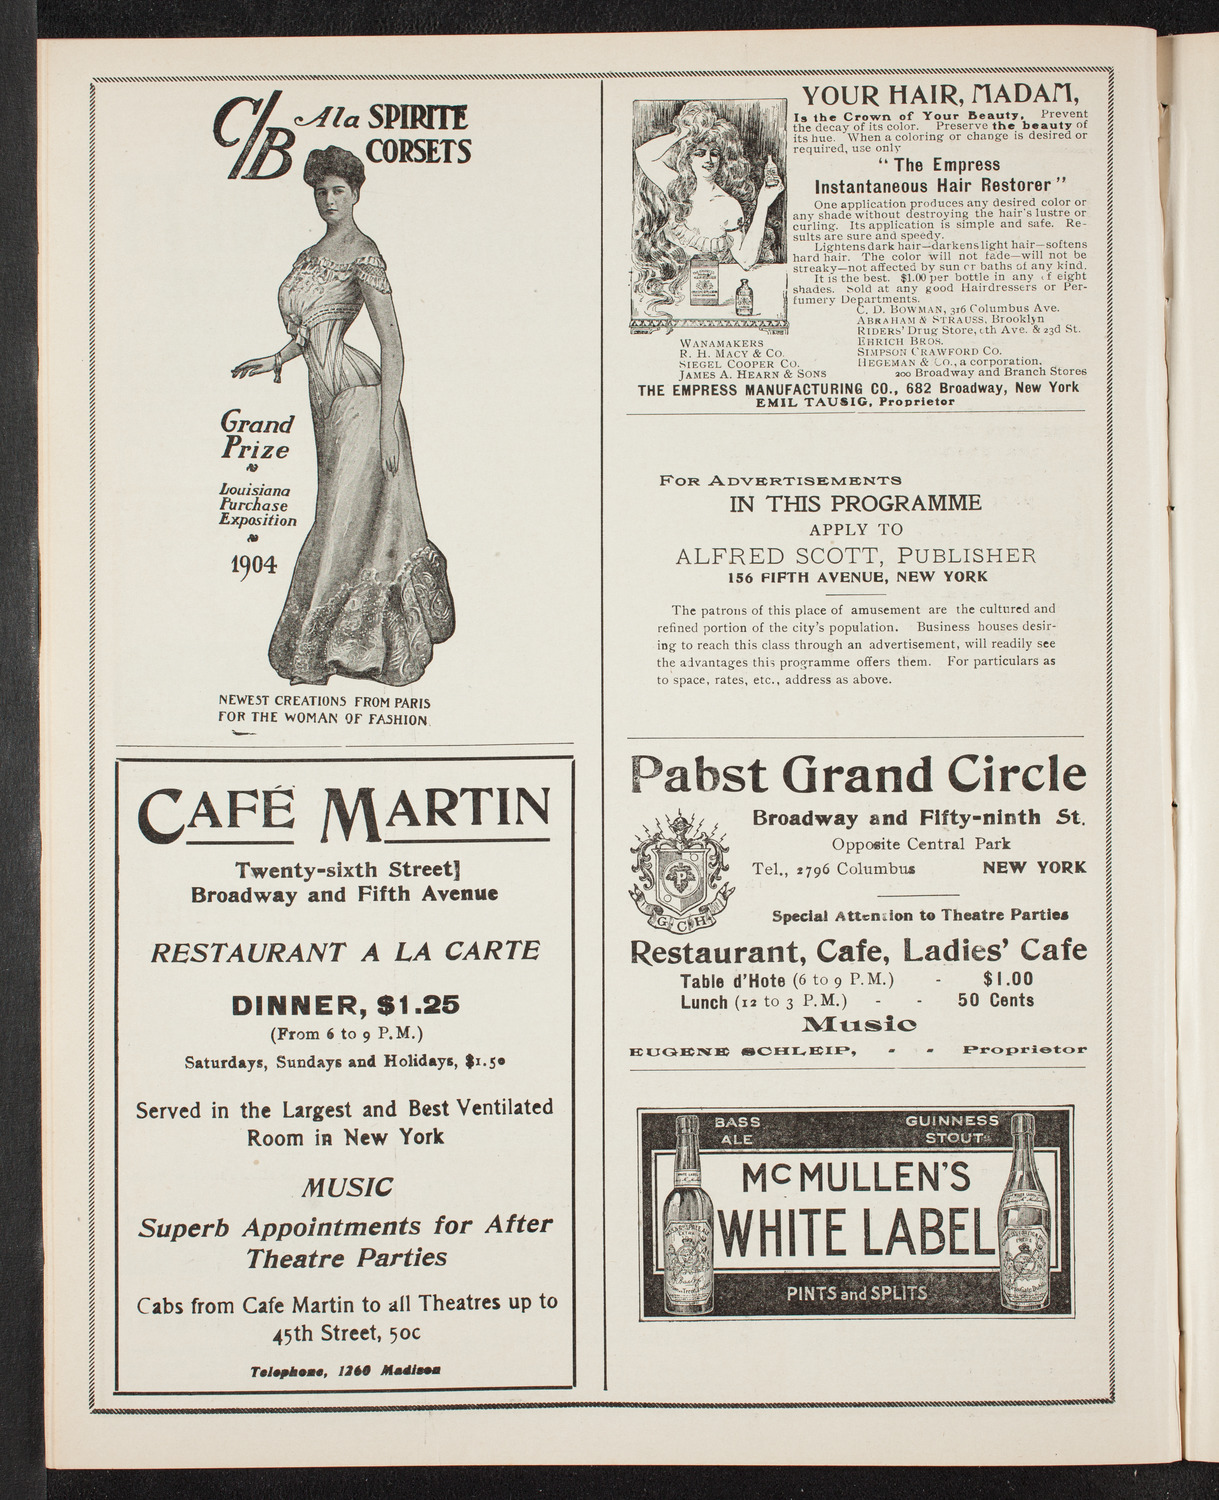 C/B Ala SPIRITE
CORSETS
Grand
Prize
Louisiana
Purchase
Exposition
1904
NEWEST CREATIONS FROM PARIS
FOR THE WOMAN OF FASHION
CAFÉ MARTIN
Twenty-sixth Street]
Broadway and Fifth Avenue
RESTAURANT A LA CARTE
DINNER, $1.25
(From 6 to 9 P.M.)
Saturdays, Sundays and Holidays, $1.50
Served in the Largest and Best Ventilated
Room in New York
MUSIC
Superb Appointments for After
Theatre Parties
Cabs from Cafe Martin to all Theatres up to
45th Street, 50c
Telephone, 1260 Madison
YOUR HAIR, MADAM,
Is the Crown of Your Beauty, Prevent
the decay of its color. Preserve the beauty of
its hue. When a coloring or change is desired or
required, use only
"The Empress
Instantaneous Hair Restorer"
One application produces any desired color or
any shade without destroying the hair's lustre or
curling. Its application is simple and safe. Re-
sults are sure and speedy.
Lightens dark hair—darkens light hair—softens
hard hair. The color will not fade—will not be
streaky—not affected by sun or baths of any kind.
It is the best. $1.00 per bottle in any of eight
shades. Sold at any good Hairdressers or Per-
fumery Departments.
C. D. BOWMAN, 316 Columbus Ave.
ABRAHAM & STRAUSS, Brooklyn
RIDERS' Drug Store, 6th Ave. & 23d St.
WANAMAKERS EHRICH BROS.
R. H. MACY & CO. SIMPSON CRAWFORD CO.
SIEGEL COOPER CO. HEGEMAN & CO., a corporation,
JAMES A. HEARN & SONS 200 Broadway and Branch Stores
THE EMPRESS MANUFACTURING CO., 682 Broadway, New York
EMIL TAUSIG, Proprietor
FOR ADVERTISEMENTS
IN THIS PROGRAMME
APPLY TO
ALFRED SCOTT, PUBLISHER
156 FIFTH AVENUE, NEW YORK
The patrons of this place of amusement are the cultured and
refined portion of the city's population. Business houses desir-
ing to reach this class through an advertisement, will readily see
the advantages this programme offers them. For particulars as
to space, rates, etc., address as above.
Pabst Grand Circle
Broadway and Fifty-ninth St.
Opposite Central Park
Tel., 2796 Columbus NEW YORK
P
G·C·H
Special Attention to Theatre Parties
Restaurant, Cafe, Ladies' Cafe
Table d'Hote (6 to 9 P.M.) - $1.00
Lunch (12 to 3 P.M.) - - 50 Cents
Music
EUGENE SCHLEIP, - - Proprietor
BASS ALE
GUINNESS STOUT
MCMULLEN'S
WHITE LABEL
PINTS and SPLITS